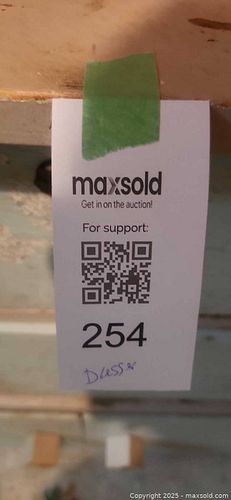 maxsold
Get in on the auction!
For support:
254
Dresser
Copyright 2025 - maxsold.com